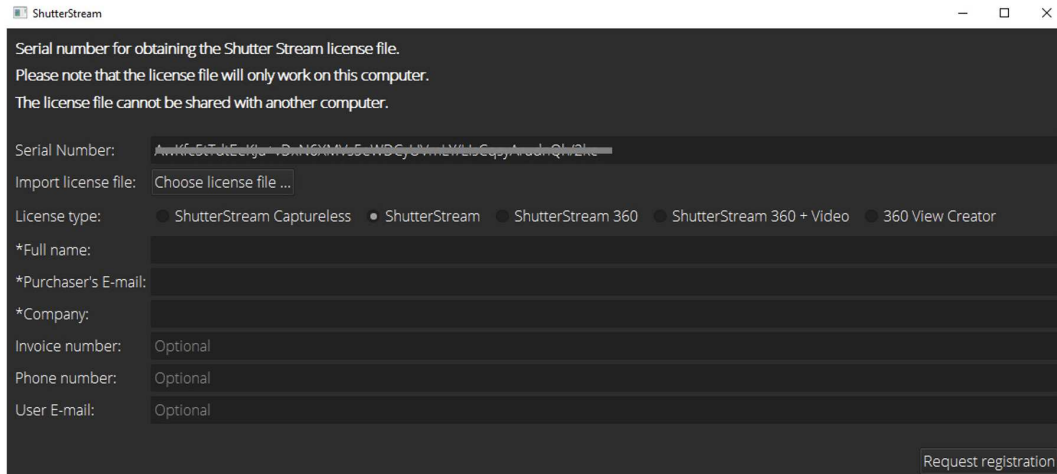 ShutterStream
Serial number for obtaining the Shutter Stream license file.
Please note that the license file will only work on this computer.
The license file cannot be shared with another computer.
Serial Number:
Import license file: Choose license file ...
License type: ShutterStream Captureless ShutterStream ShutterStream 360 ShutterStream 360 + Video 360 View Creator
*Full name:
*Purchaser's E-mail:
*Company:
Invoice number: Optional
Phone number: Optional
User E-mail: Optional
Request registration